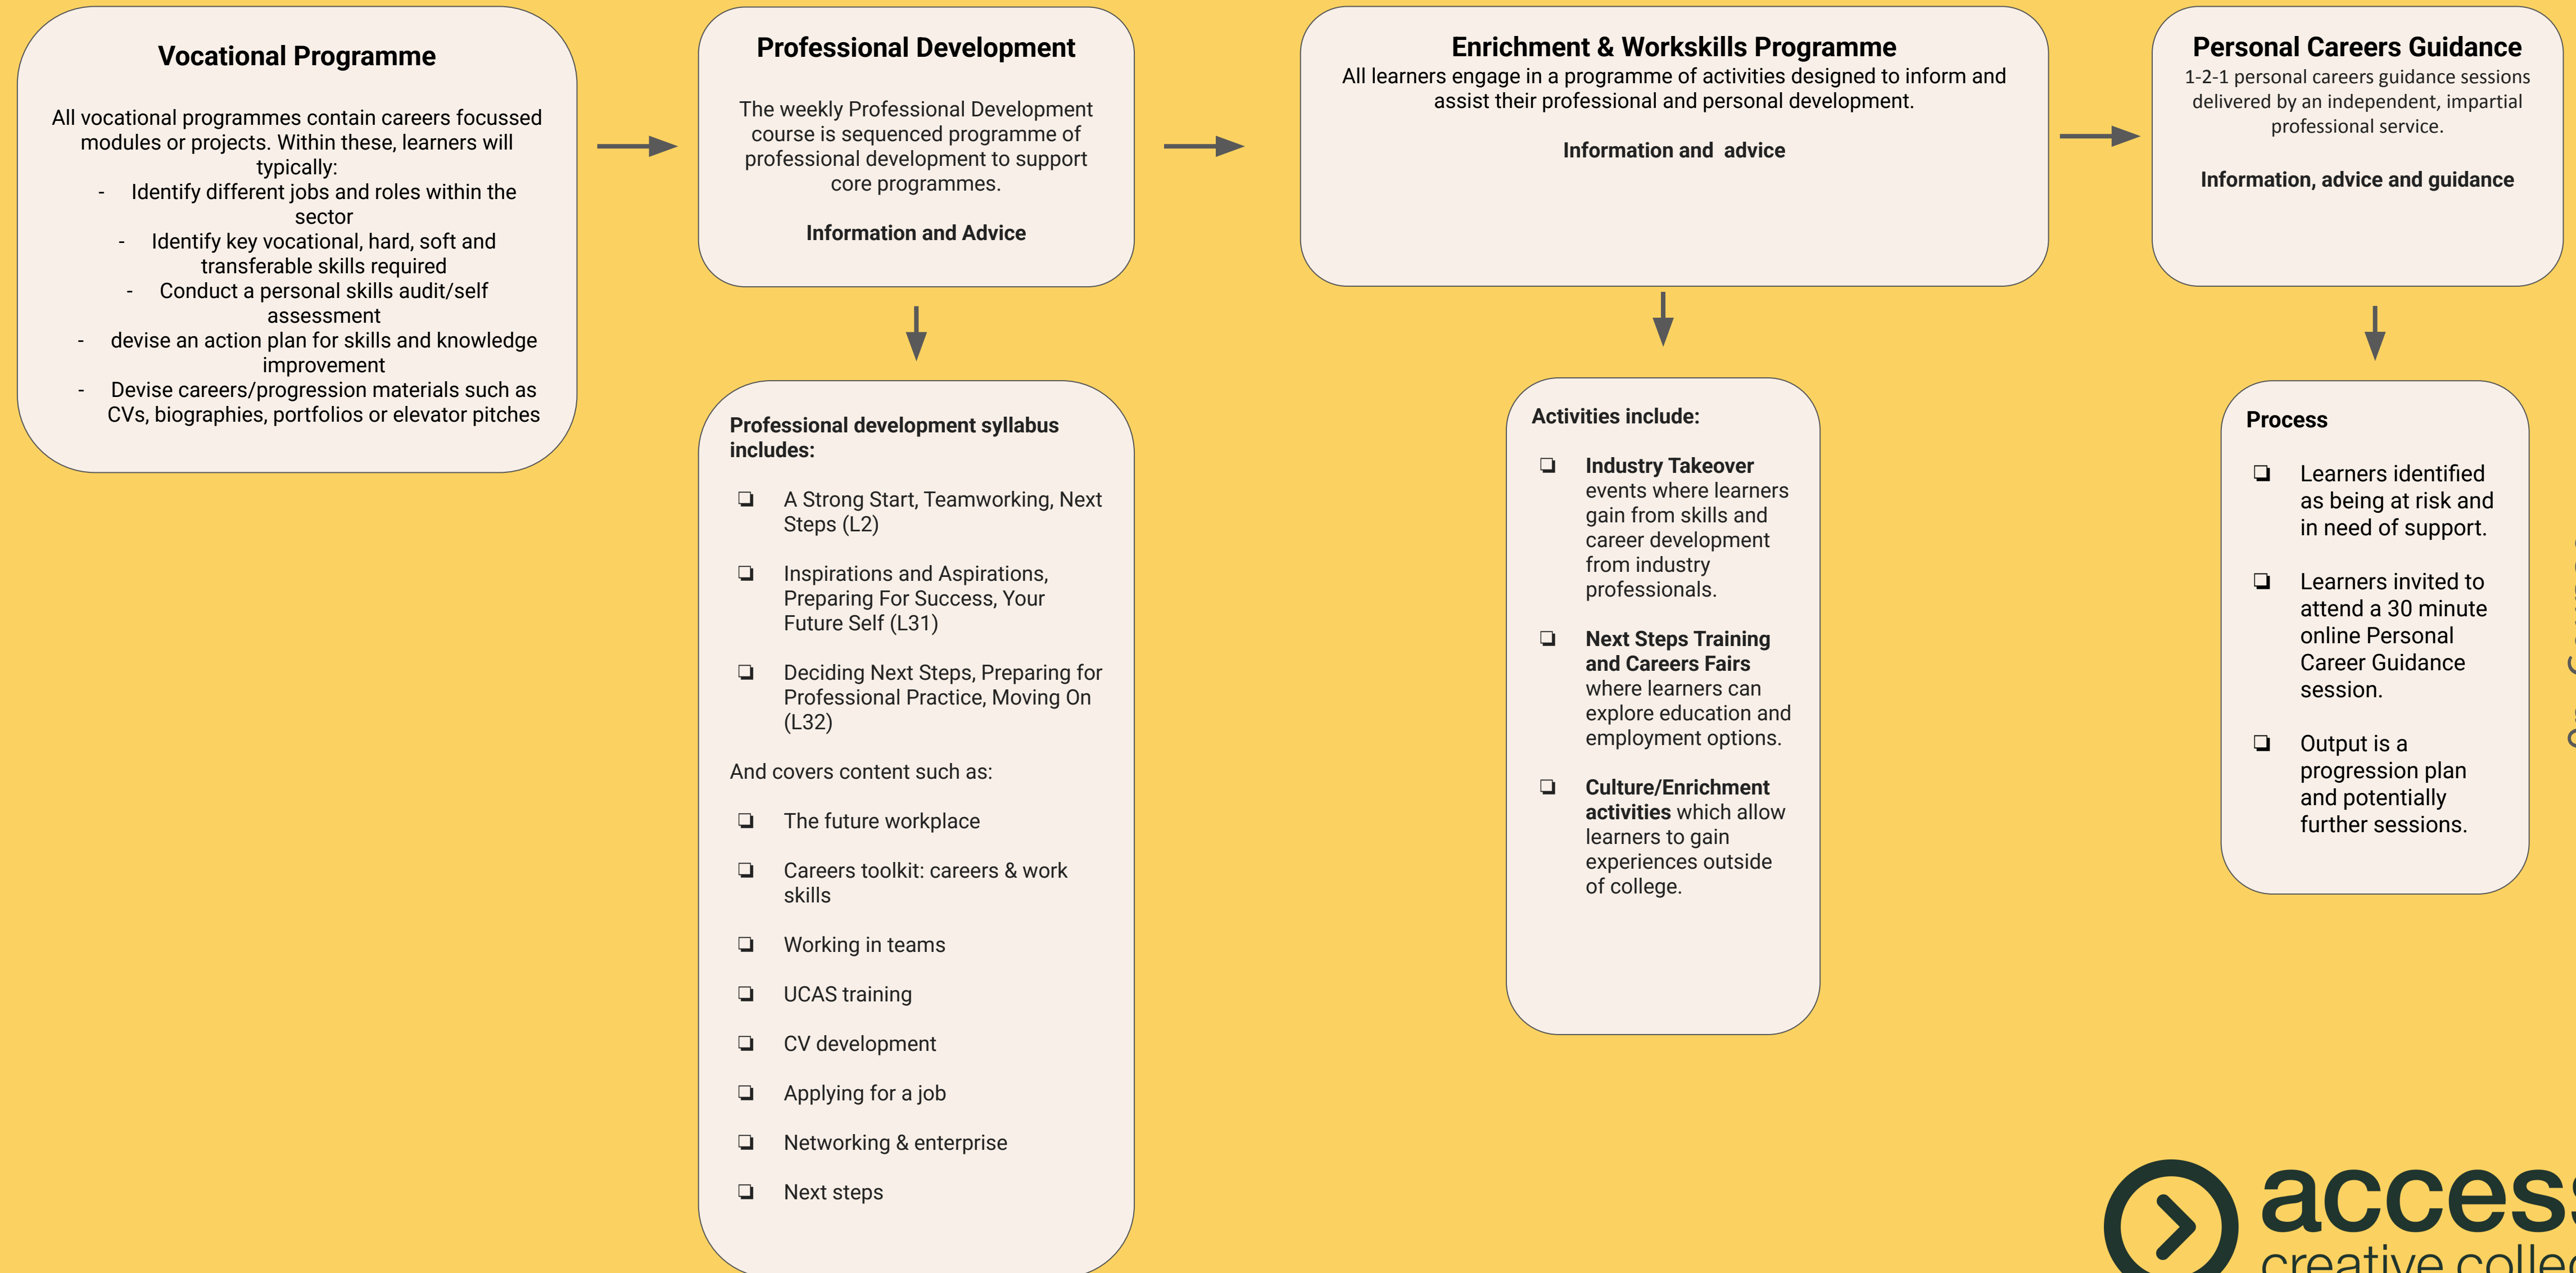 Vocational Programme
All vocational programmes contain careers focussed
modules or projects. Within these, learners will
typically:
- Identify different jobs and roles within the
sector
- Identify key vocational, hard, soft and
transferable skills required
- Conduct a personal skills audit/self
assessment
- devise an action plan for skills and knowledge
improvement
- Devise careers/progression materials such as
CVs, biographies, portfolios or elevator pitches
Professional Development
The weekly Professional Development
course is sequenced programme of
professional development to support
core programmes.
Information and Advice
Professional development syllabus
includes:
❏ A Strong Start, Teamworking, Next
Steps (L2)
❏ Inspirations and Aspirations,
Preparing For Success, Your
Future Self (L31)
❏ Deciding Next Steps, Preparing for
Professional Practice, Moving On
(L32)
And covers content such as:
❏ The future workplace
❏ Careers toolkit: careers & work
skills
❏ Working in teams
❏ UCAS training
❏ CV development
❏ Applying for a job
❏ Networking & enterprise
❏ Next steps
Enrichment & Workskills Programme
All learners engage in a programme of activities designed to inform and
assist their professional and personal development.
Information and  advice
Activities include:
❏ Industry Takeover
events where learners
gain from skills and
career development
from industry
professionals.
❏ Next Steps Training
and Careers Fairs
where learners can
explore education and
employment options.
❏ Culture/Enrichment
activities which allow
learners to gain
experiences outside
of college.
Personal Careers Guidance
1-2-1 personal careers guidance sessions
delivered by an independent, impartial
professional service.
Information, advice and guidance
Process
❏ Learners identified
as being at risk and
in need of support.
❏ Learners invited to
attend a 30 minute
online Personal
Career Guidance
session.
❏ Output is a
progression plan
and potentially
further sessions.
access
creative colleg